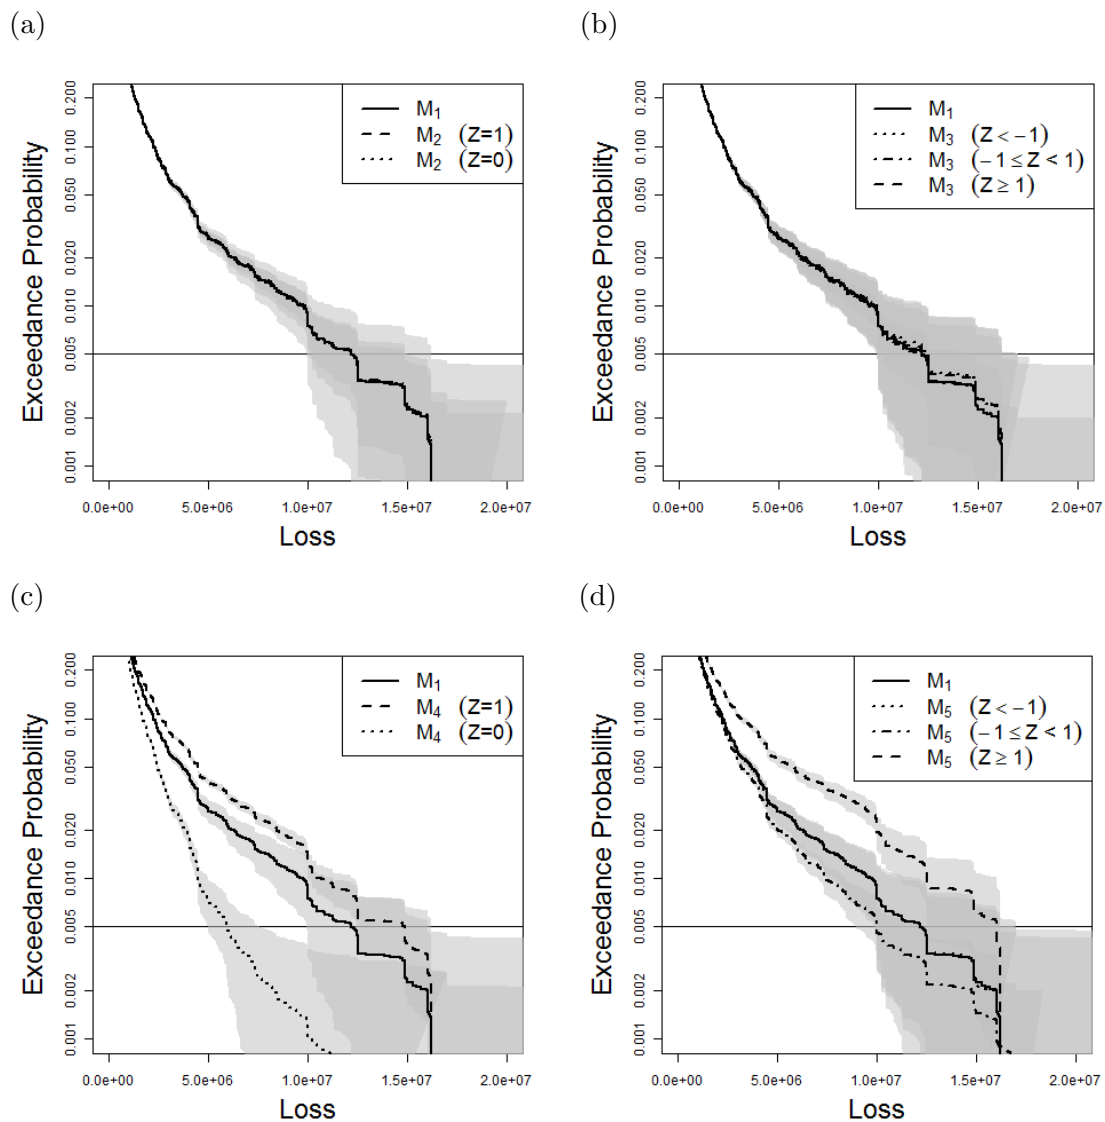 (a)
Exceedance Probability
0.200
0.100
0.050
0.020
0.010
0.005
0.002
0.001
M₁
M₂ (Z=1)
M₂ (Z=0)
0.0e+00 5.0e+06 1.0e+07 1.5e+07 2.0e+07
Loss
(b)
Exceedance Probability
0.200
0.100
0.050
0.020
0.010
0.005
0.002
0.001
M₁
M₃ (Z < −1)
M₃ (−1 ≤ Z < 1)
M₃ (Z ≥ 1)
0.0e+00 5.0e+06 1.0e+07 1.5e+07 2.0e+07
Loss
(c)
Exceedance Probability
0.200
0.100
0.050
0.020
0.010
0.005
0.002
0.001
M₁
M₄ (Z=1)
M₄ (Z=0)
0.0e+00 5.0e+06 1.0e+07 1.5e+07 2.0e+07
Loss
(d)
Exceedance Probability
0.200
0.100
0.050
0.020
0.010
0.005
0.002
0.001
M₁
M₅ (Z < −1)
M₅ (−1 ≤ Z < 1)
M₅ (Z ≥ 1)
0.0e+00 5.0e+06 1.0e+07 1.5e+07 2.0e+07
Loss